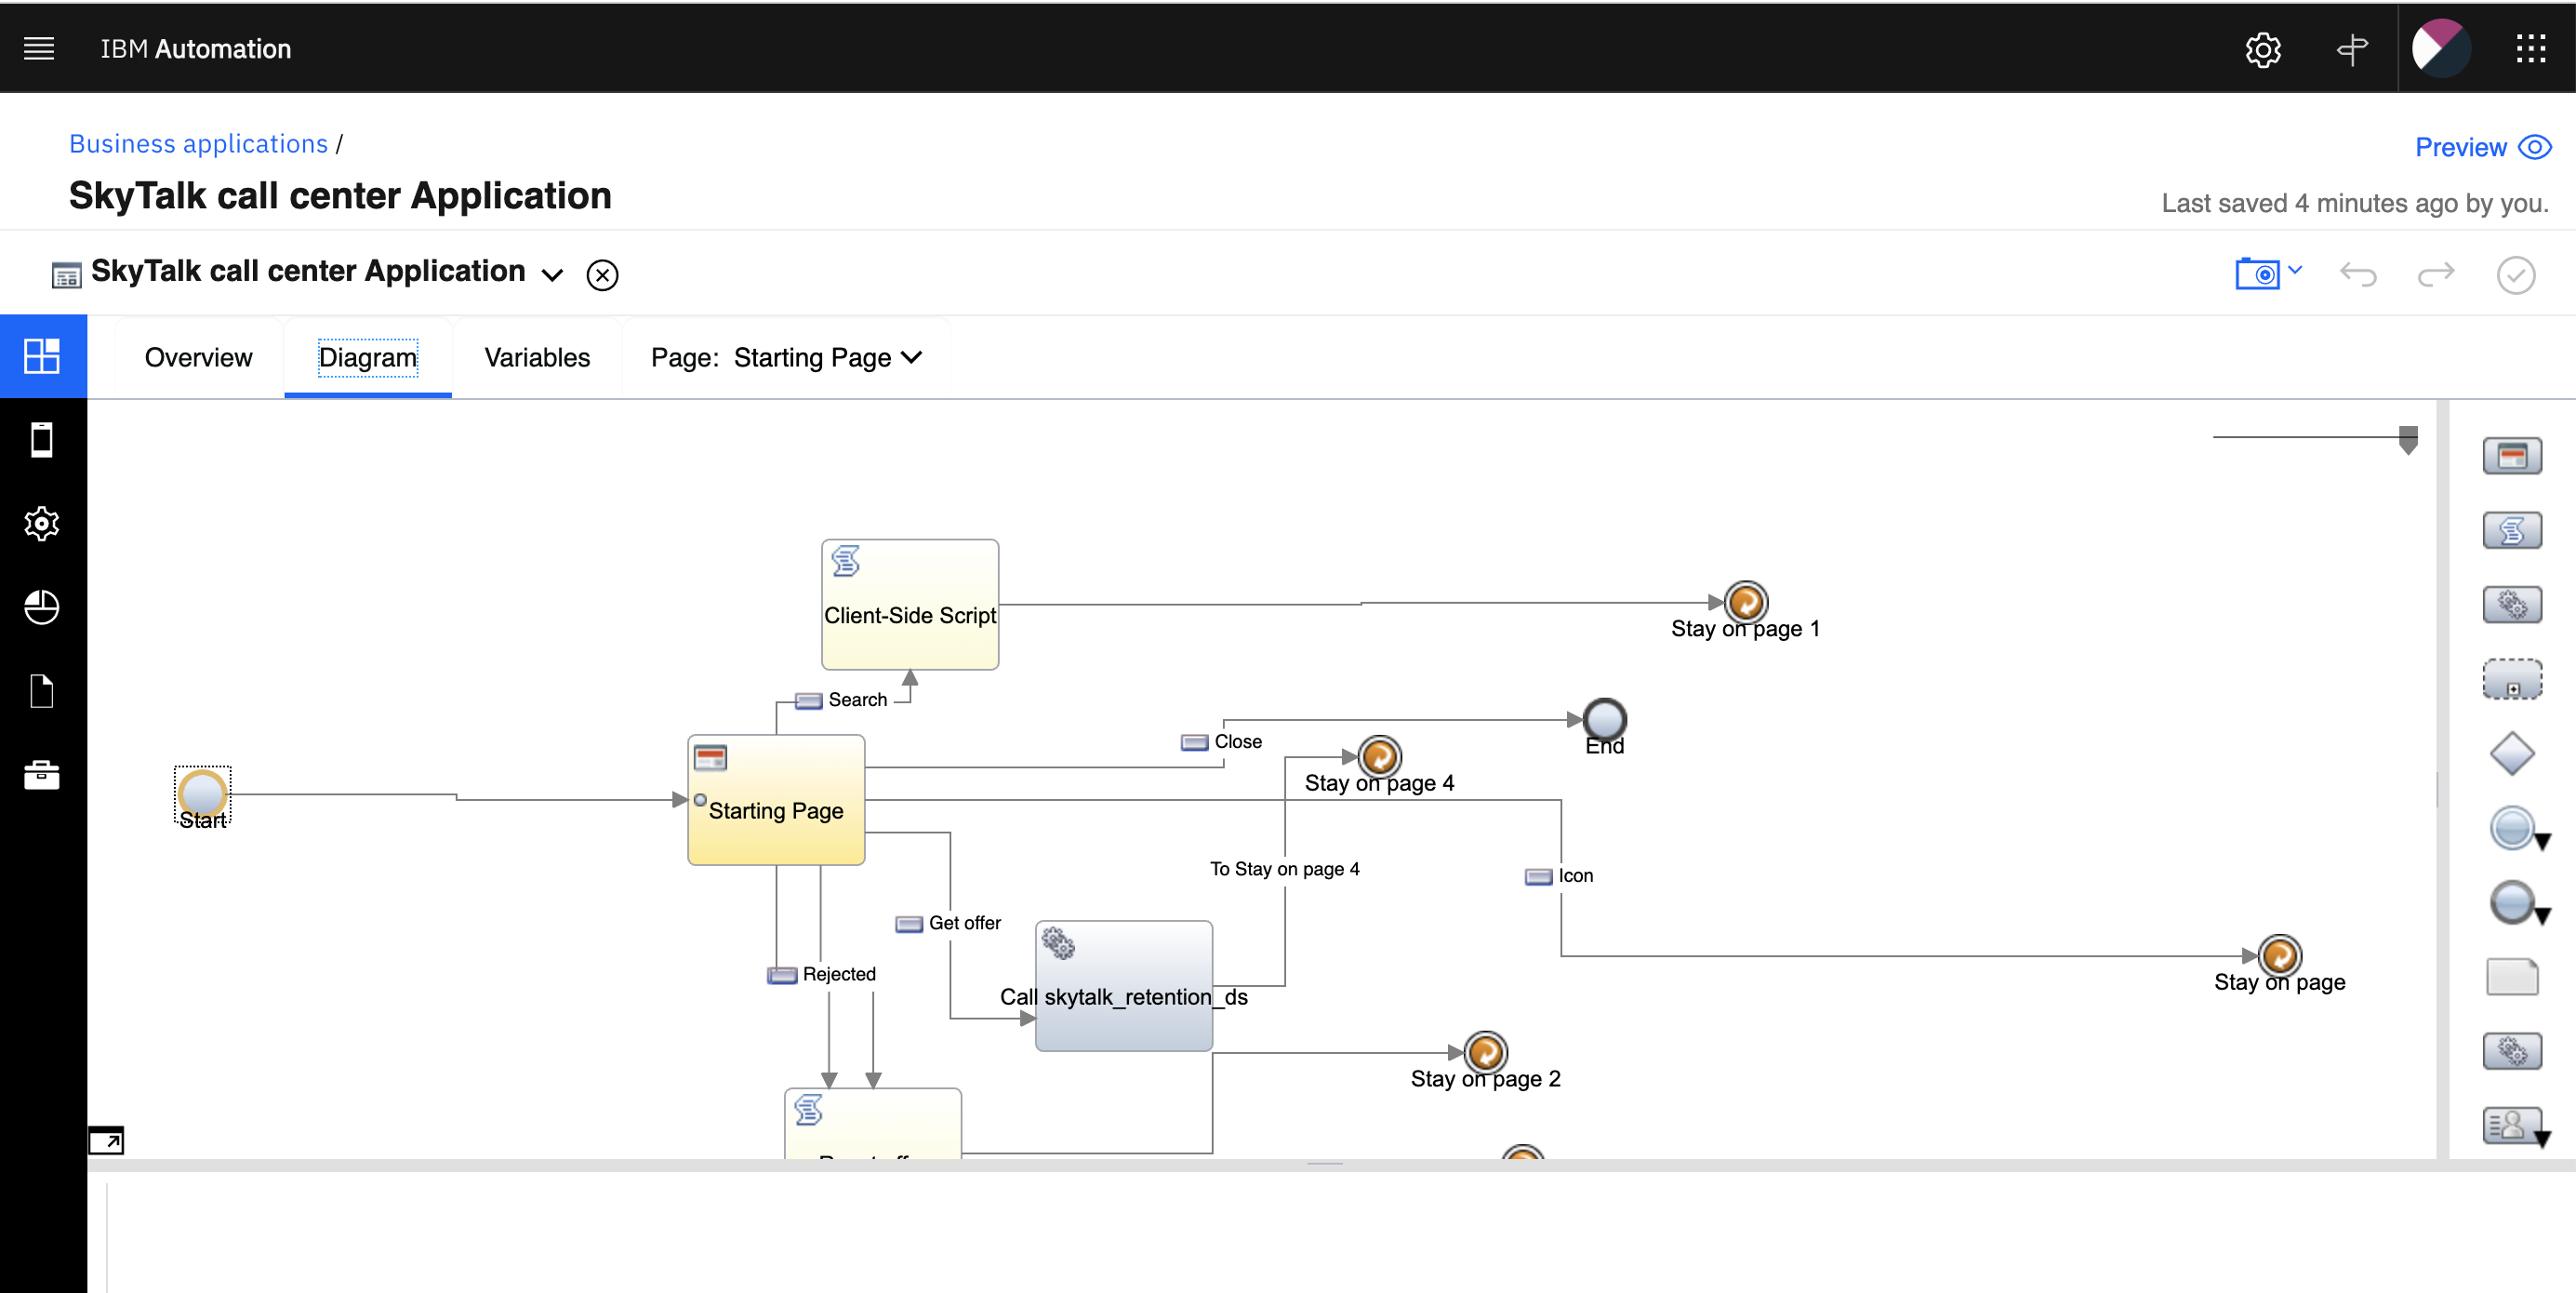 IBM Automation
Business applications /
Preview
SkyTalk call center Application
Last saved 4 minutes ago by you.
SkyTalk call center Application
Overview
Diagram
Variables
Page: Starting Page
Client-Side Script
Stay on page 1
Search
Close
End
Stay on page 4
Starting Page
Start
To Stay on page 4
Icon
Get offer
Rejected
Call skytalk_retention_ds
Stay on page
Stay on page 2